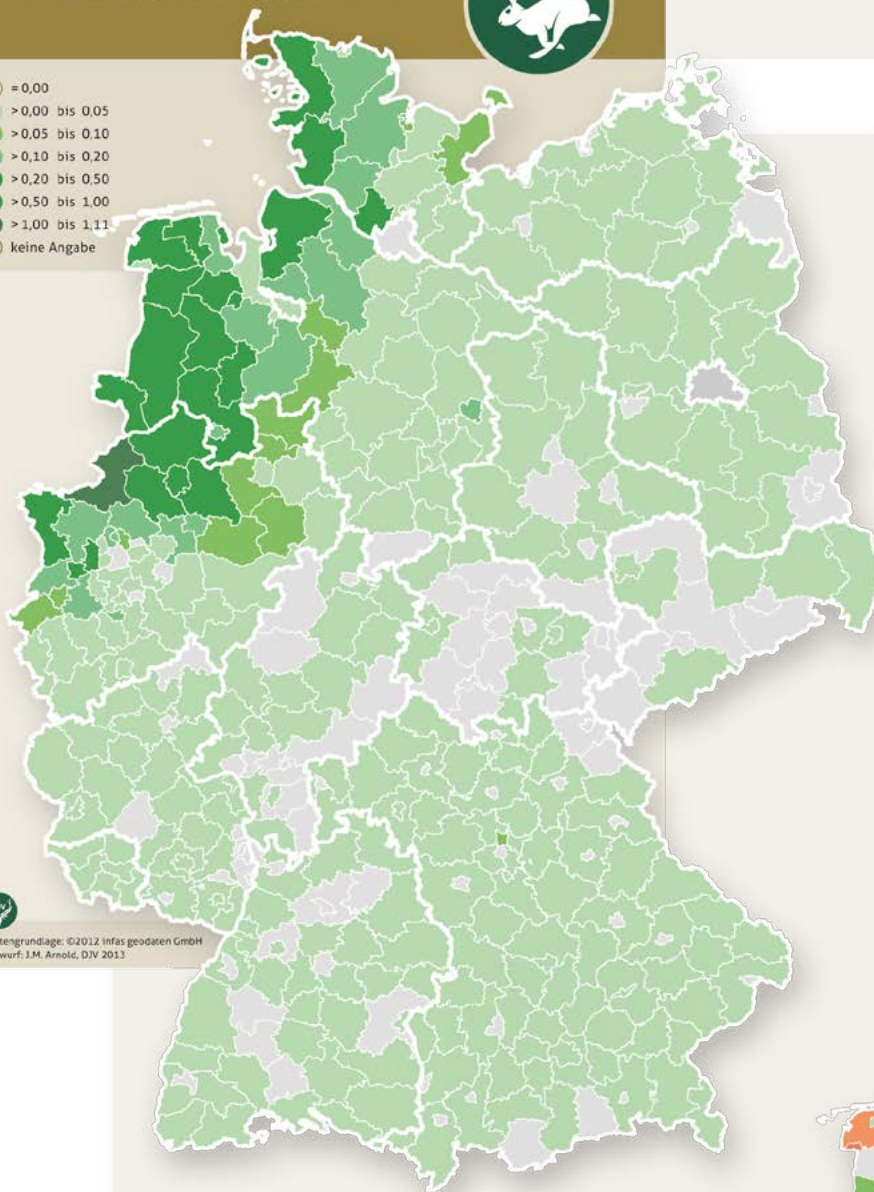 = 0,00
>0,00 bis 0,05
>0,05 bis 0,10
>0,10 bis 0,20
>0,20 bis 0,50
>0,50 bis 1,00
>1,00 bis 1,11
keine Angabe
tengrundlage: ©2012 infas geodaten GmbH
wurf: J.M. Arnold, DJV 2013